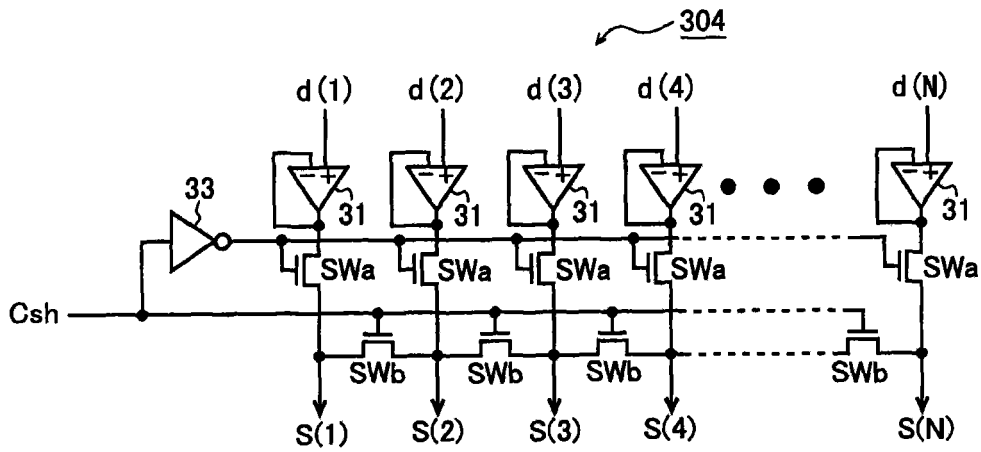 304
d(1) d(2) d(3) d(4) d(N)
33 31 31 31 31 31
SWa SWa SWa SWa SWa
Csh
SWb SWb SWb SWb
S(1) S(2) S(3) S(4) S(N)